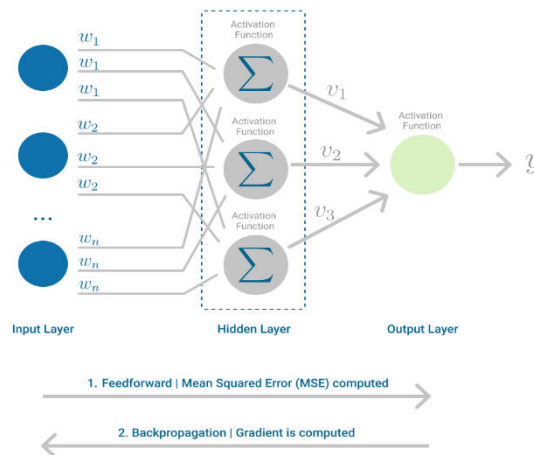 Activation
Function
w₁
∑
w₁
v₁
w₁
Activation
Function
w₂
Activation
Function
v₂
y
w₂
∑
w₂
v₃
...
Activation
Function
wₙ
wₙ
∑
wₙ
Input Layer
Hidden Layer
Output Layer
1. Feedforward | Mean Squared Error (MSE) computed
2. Backpropagation | Gradient is computed